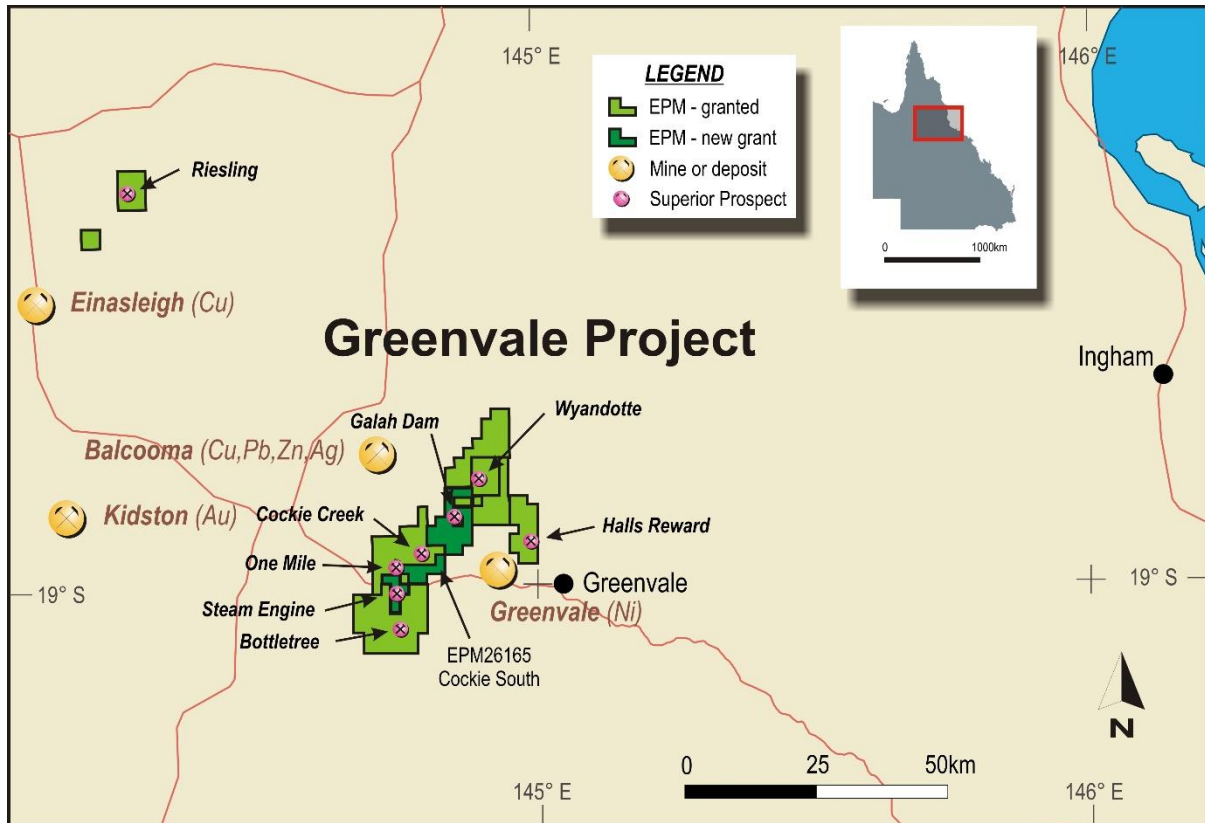 145° E
146° E
LEGEND
EPM - granted
EPM - new grant
Mine or deposit
Superior Prospect
0
1000km
Riesling
Einasleigh (Cu)
Greenvale Project
Ingham
Wyandotte
Galah Dam
Balcooma (Cu,Pb,Zn,Ag)
Kidston (Au)
Cockie Creek
Halls Reward
One Mile
Greenvale
19° S
19° S
Steam Engine
Greenvale (Ni)
Bottletree
EPM26165
Cockie South
N
0
25
50km
145° E
146° E